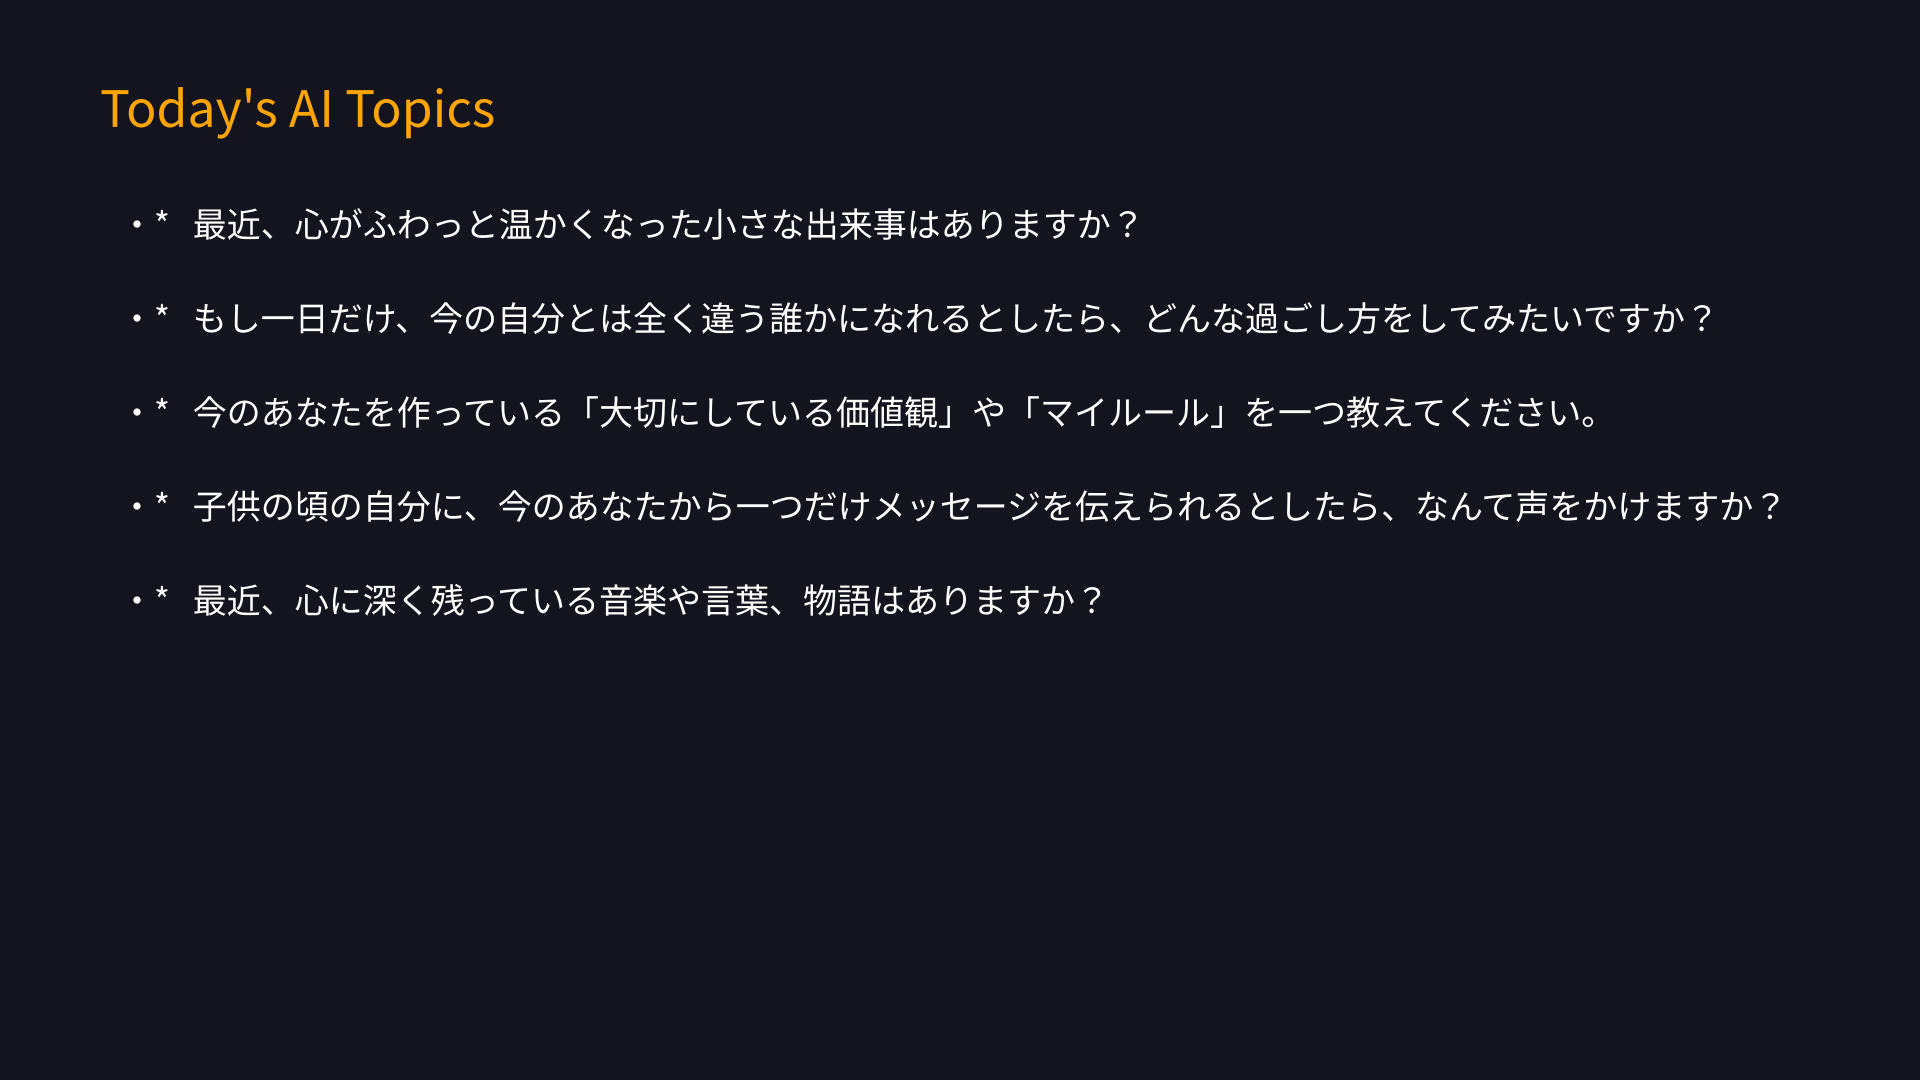 Today's AI Topics
・* 最近、心がふわっと温かくなった小さな出来事はありますか？
・* もし一日だけ、今の自分とは全く違う誰かになれるとしたら、どんな過ごし方をしてみたいですか？
・* 今のあなたを作っている「大切にしている価値観」や「マイルール」を一つ教えてください。
・* 子供の頃の自分に、今のあなたから一つだけメッセージを伝えられるとしたら、なんて声をかけますか？
・* 最近、心に深く残っている音楽や言葉、物語はありますか？